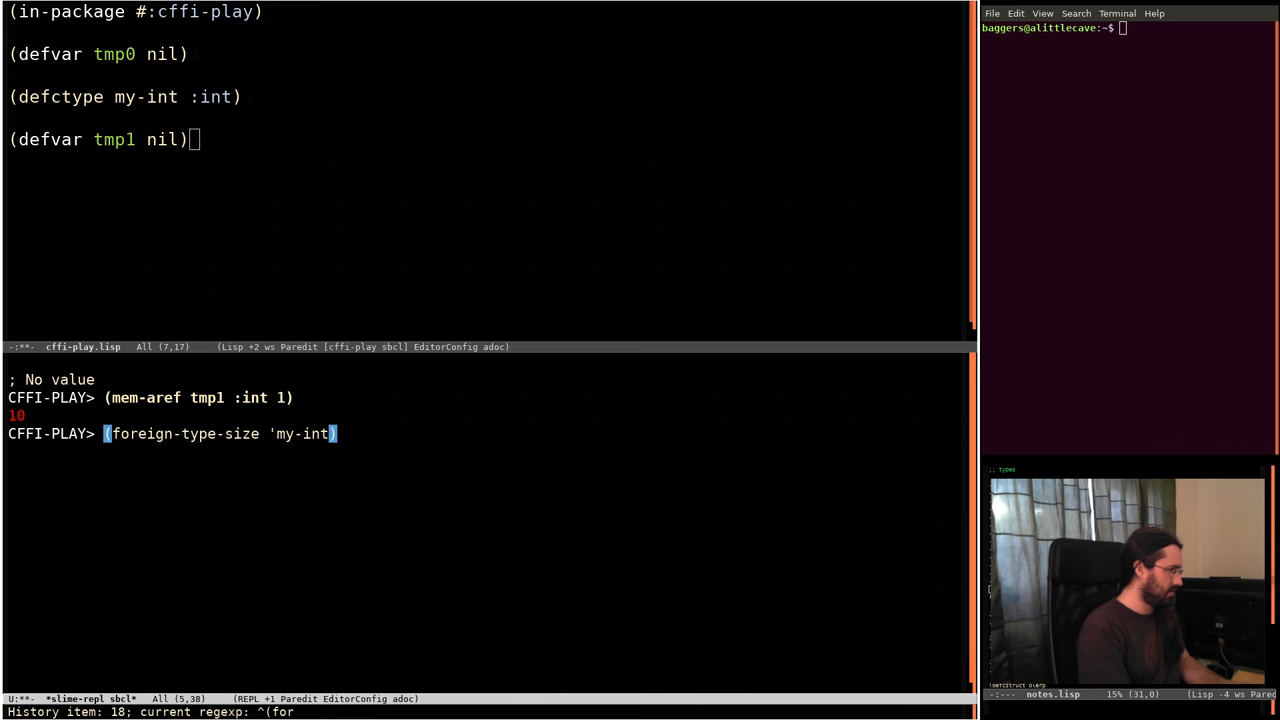 (in-package #:cffi-play)
(defvar tmp0 nil)
(defctype my-int :int)
(defvar tmp1 nil)
-:**-  cffi-play.lisp   All (7,17)     (Lisp +2 ws Paredit [cffi-play sbcl] EditorConfig adoc)
; No value
CFFI-PLAY> (mem-aref tmp1 :int 1)
10
CFFI-PLAY> (foreign-type-size 'my-int)
U:**-  *slime-repl sbcl*   All (5,38)     (REPL +1 Paredit EditorConfig adoc)
History item: 18; current regexp: ^(for
File Edit View Search Terminal Help
baggers@alittlecave:~$
;; types
-:---  notes.lisp     15% (31,0)     (Lisp -4 ws Pared